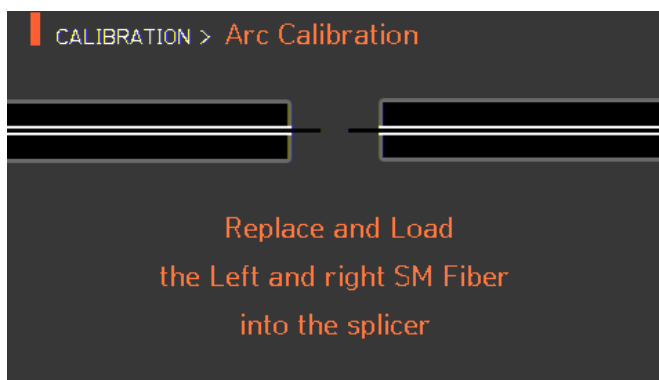 CALIBRATION > Arc Calibration
Replace and Load
the Left and right SM Fiber
into the splicer